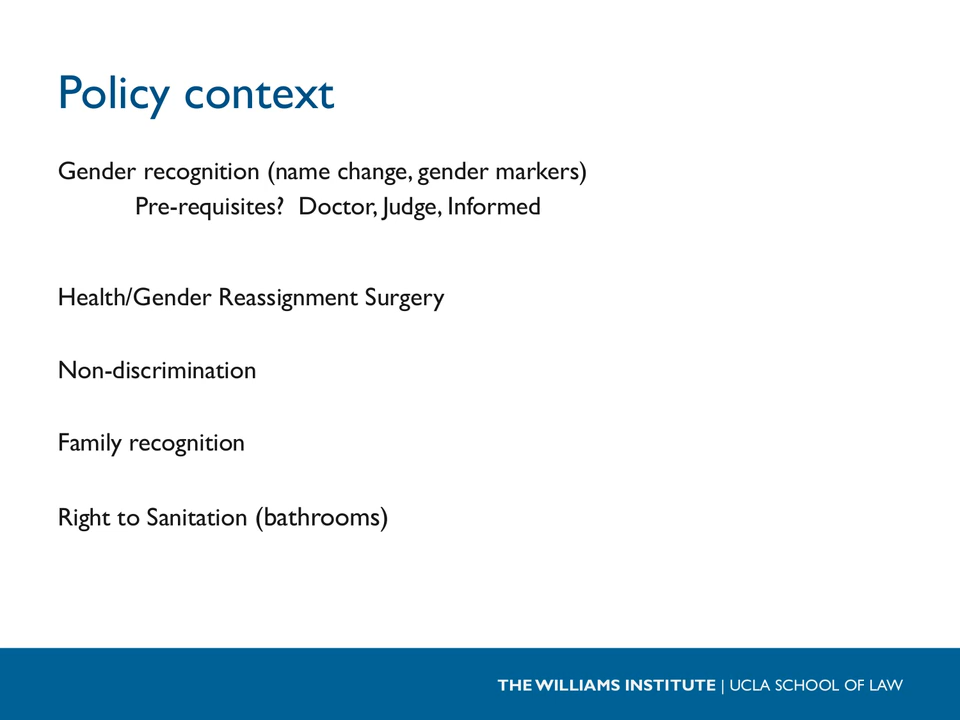 Policy context
Gender recognition (name change, gender markers)
Pre-requisites? Doctor, Judge, Informed
Health/Gender Reassignment Surgery
Non-discrimination
Family recognition
Right to Sanitation (bathrooms)
THE WILLIAMS INSTITUTE | UCLA SCHOOL OF LAW